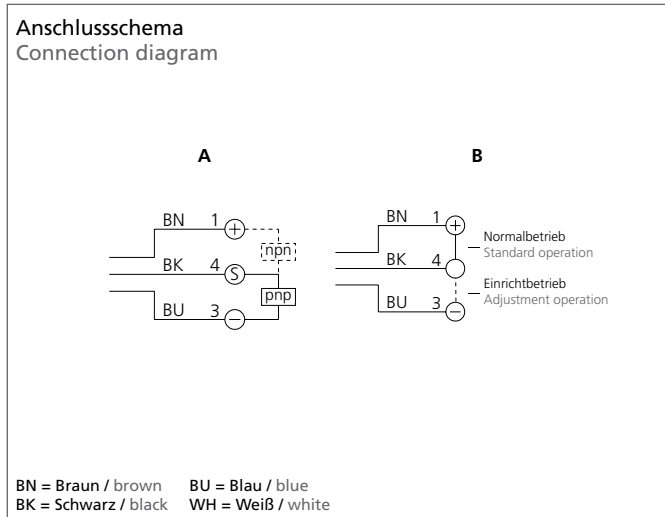 Anschlussschema
Connection diagram
A
BN 1 +
npn
BK 4 S
pnp
BU 3 −
B
BN 1 +
Normalbetrieb
Standard operation
BK 4
Einrichtbetrieb
Adjustment operation
BU 3 −
BN = Braun / brown BU = Blau / blue
BK = Schwarz / black WH = Weiß / white